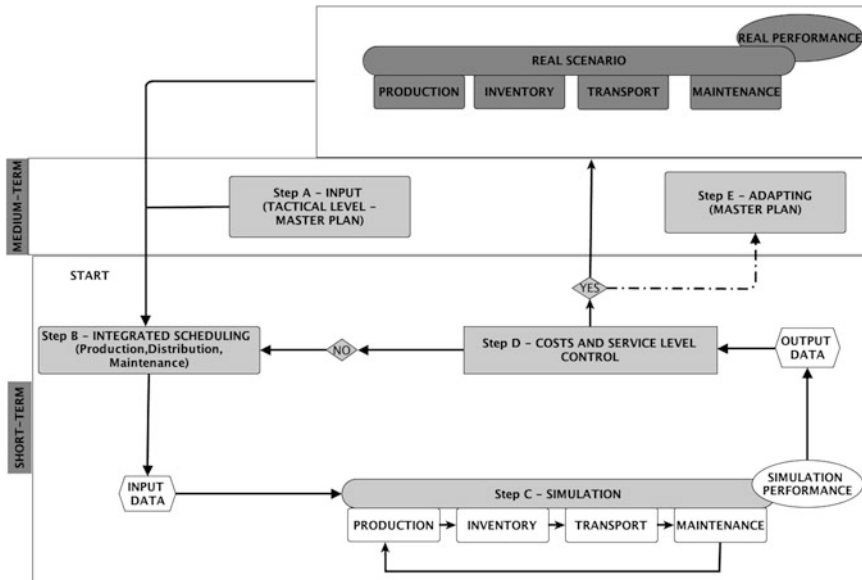 REAL PERFORMANCE
REAL SCENARIO
PRODUCTION
INVENTORY
TRANSPORT
MAINTENANCE
MEDIUM-TERM
Step A - INPUT
(TACTICAL LEVEL -
MASTER PLAN)
Step E - ADAPTING
(MASTER PLAN)
START
YES
Step B - INTEGRATED SCHEDULING
(Production,Distribution,
Maintenance)
NO
Step D - COSTS AND SERVICE LEVEL
CONTROL
OUTPUT
DATA
SHORT-TERM
INPUT
DATA
Step C - SIMULATION
SIMULATION
PERFORMANCE
PRODUCTION
INVENTORY
TRANSPORT
MAINTENANCE